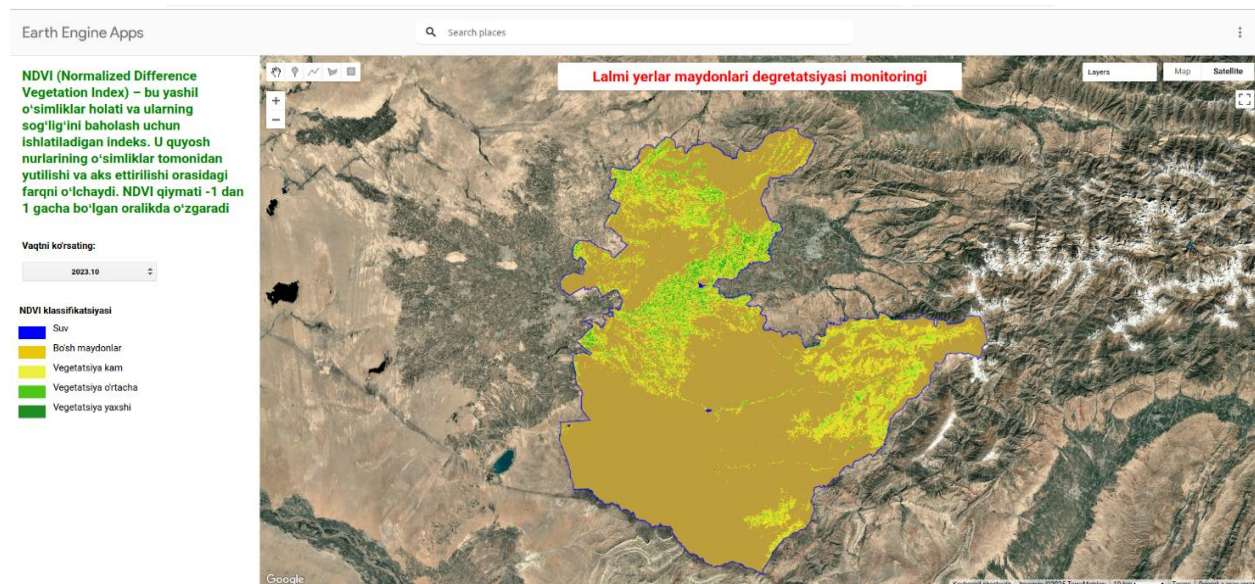 Earth Engine Apps
Search places
NDVI (Normalized Difference
Vegetation Index) – bu yashil
o'simliklar holati va ularning
sog'lig'ini baholash uchun
ishlatiladigan indeks. U quyosh
nurlarining o'simliklar tomonidan
yutilishi va aks ettirilishi orasidagi
farqni o'lchaydi. NDVI qiymati -1 dan
1 gacha bo'lgan oralikda o'zgaradi
Vaqtni ko'rsating:
2023.10
NDVI klassifikatsiyasi
Suv
Bo'sh maydonlar
Vegetatsiya kam
Vegetatsiya o'rtacha
Vegetatsiya yaxshi
Lalmi yerlar maydonlari degretatsiyasi monitoringi
Layers
Map
Satellite
Google